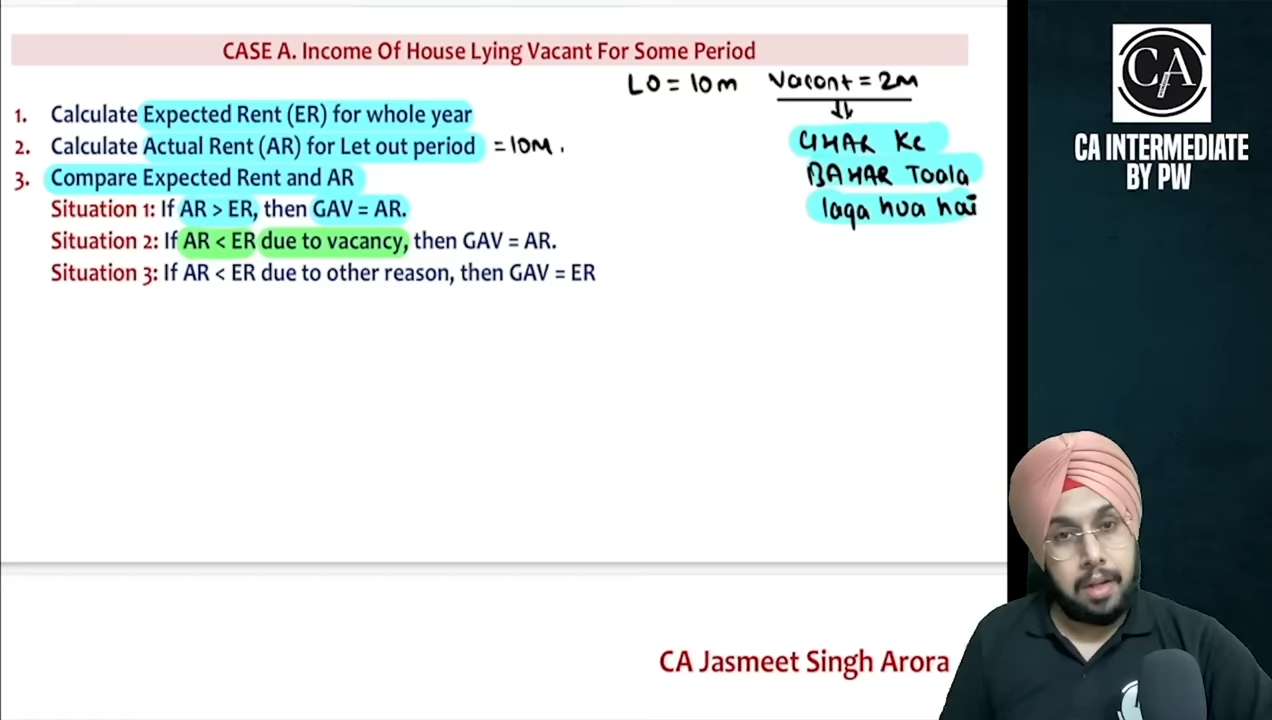 CASE A. Income Of House Lying Vacant For Some Period
LO = 10m Vacant = 2m
1. Calculate Expected Rent (ER) for whole year
2. Calculate Actual Rent (AR) for Let out period = 10M.
3. Compare Expected Rent and AR
Situation 1: If AR > ER, then GAV = AR.
Situation 2: If AR < ER due to vacancy, then GAV = AR.
Situation 3: If AR < ER due to other reason, then GAV = ER
GHAR KE
BAHAR Taala
laga hua hai
CA Jasmeet Singh Arora
CA
CA INTERMEDIATE
BY PW